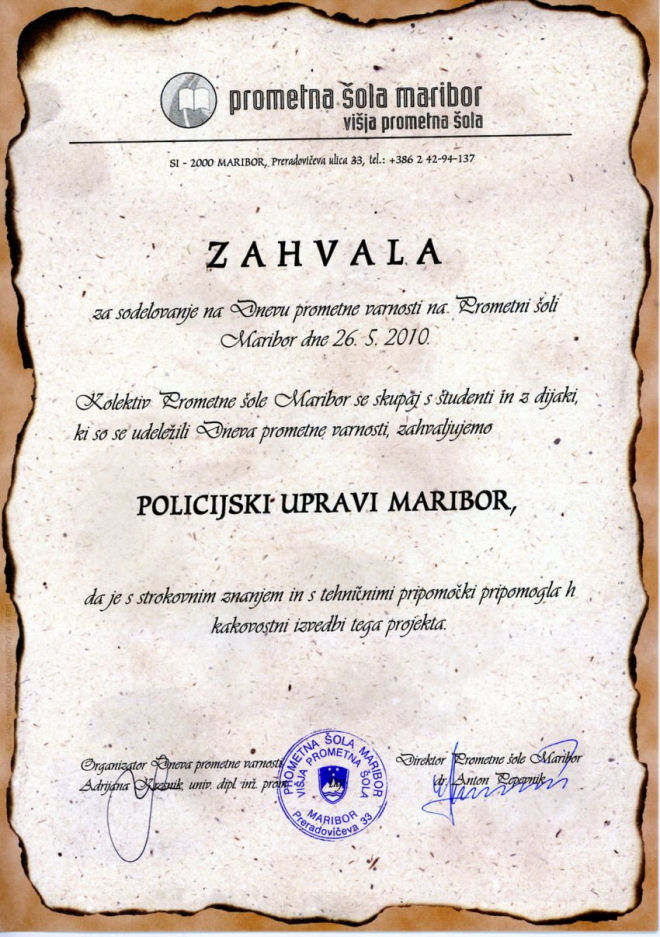 prometna šola maribor
višja prometna šola
SI - 2000 MARIBOR, Preradovičeva ulica 33, tel.: +386 2 42-94-137
ZAHVALA
za sodelovanje na Dnevu prometne varnosti na Prometni šoli
Maribor dne 26. 5. 2010.
Kolektiv Prometne šole Maribor se skupaj s študenti in z dijaki,
ki so se udeležili Dneva prometne varnosti, zahvaljujemo
POLICIJSKI UPRAVI MARIBOR,
da je s strokovnim znanjem in s tehničnimi pripomočki pripomogla h
kakovostni izvedbi tega projekta.
Organizator Dneva prometne varnosti
Adrijana univ. dipl. inž. prom.
PROMETNA ŠOLA MARIBOR
VIŠJA PROMETNA ŠOLA
MARIBOR
Preradovičeva 33
Direktor Prometne šole Maribor
dr. Anton Pepevnik